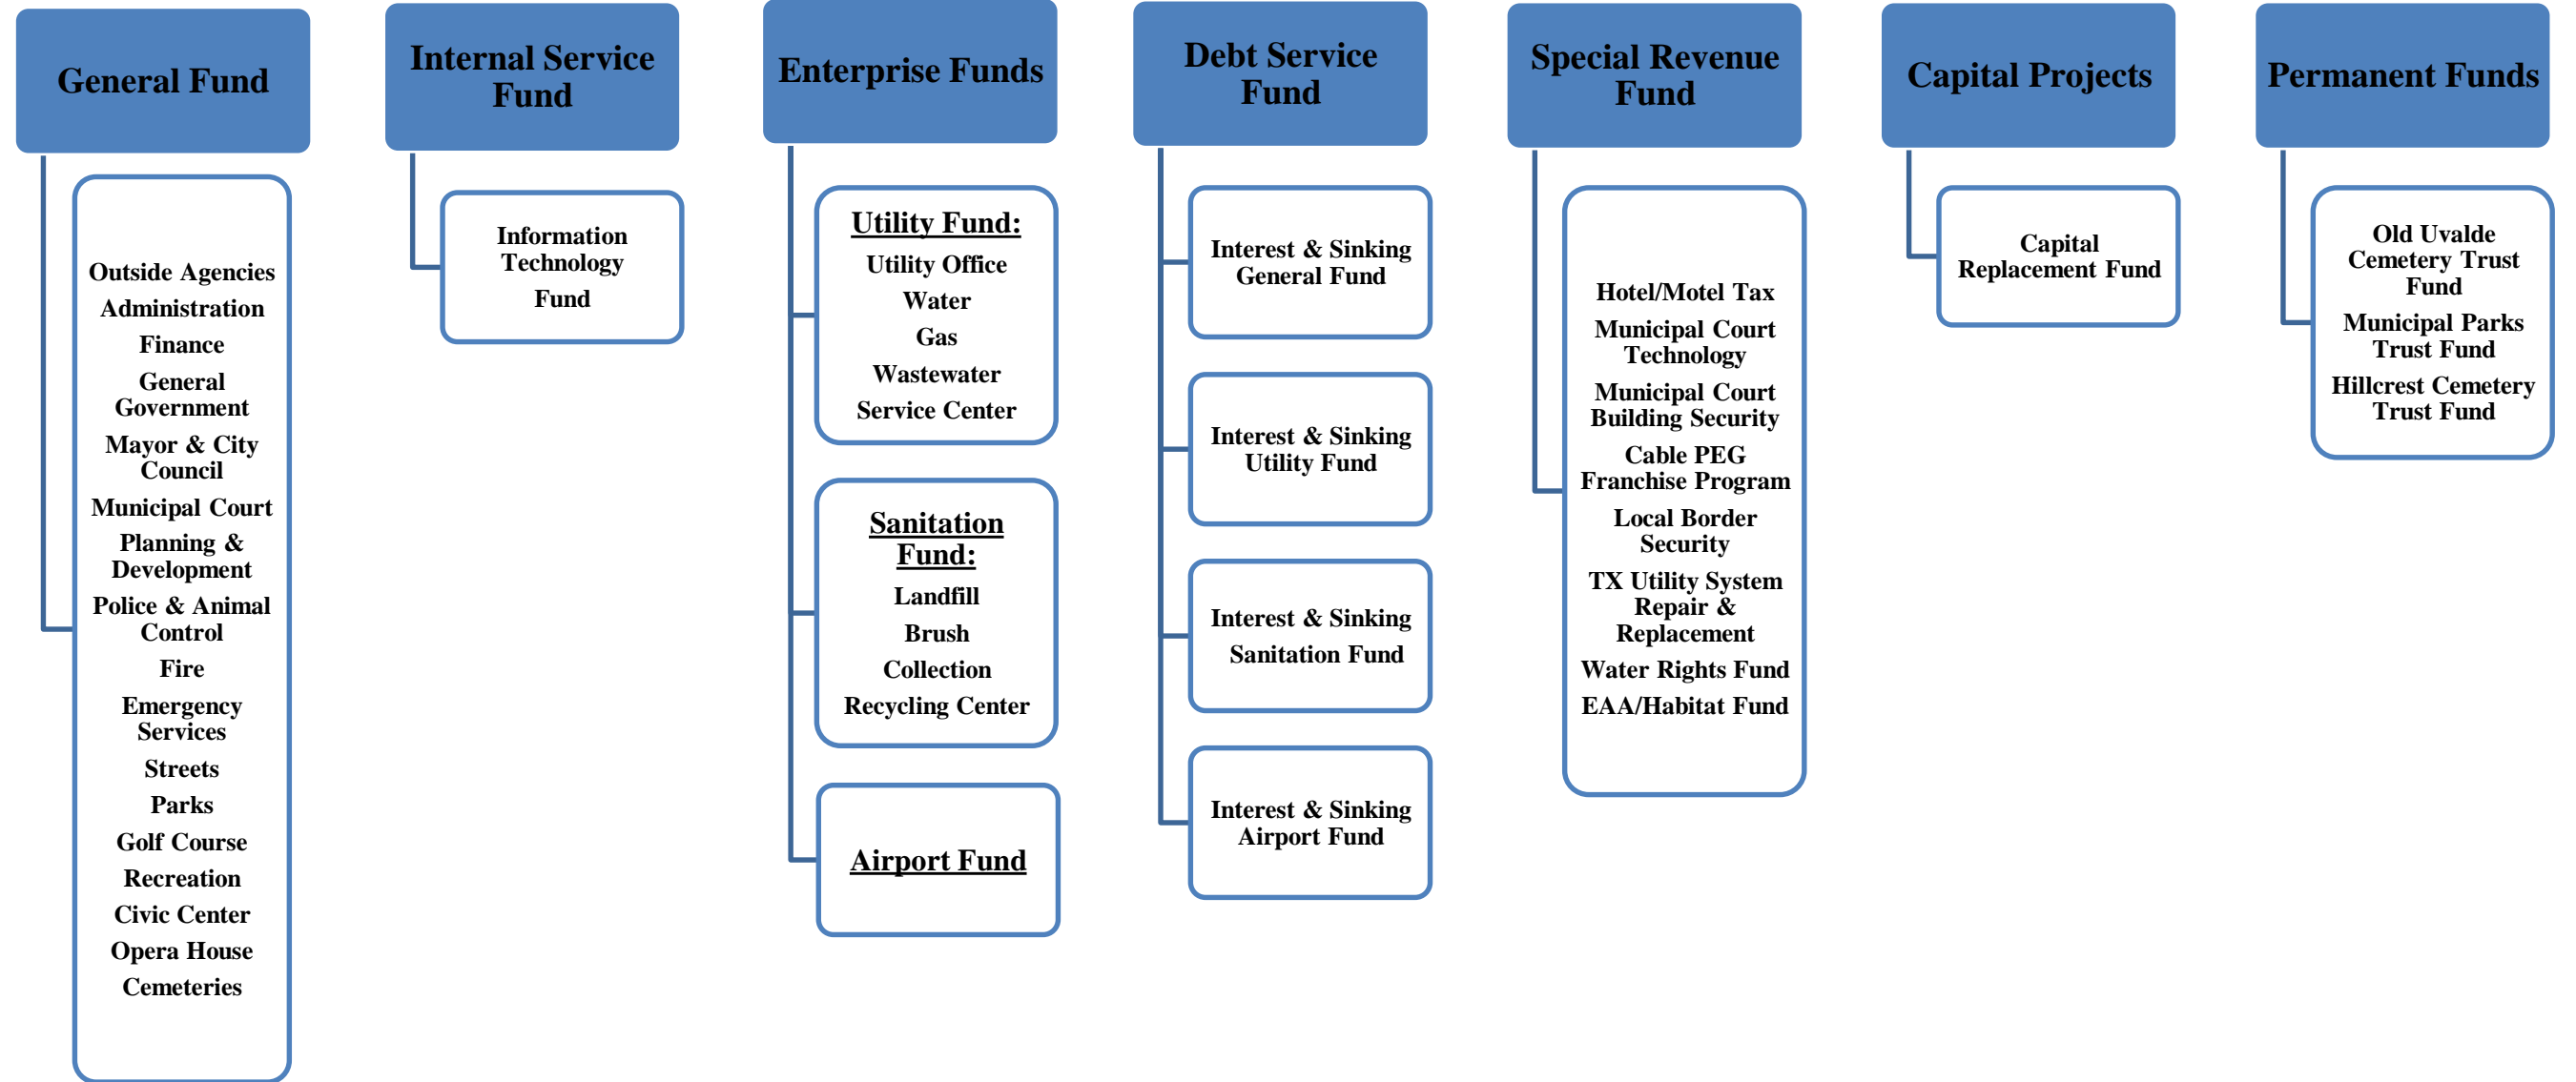 General Fund
Outside Agencies
Administration
Finance
General
Government
Mayor & City
Council
Municipal Court
Planning &
Development
Police & Animal
Control
Fire
Emergency
Services
Streets
Parks
Golf Course
Recreation
Civic Center
Opera House
Cemeteries
Internal Service
Fund
Information
Technology
Fund
Enterprise Funds
Utility Fund:
Utility Office
Water
Gas
Wastewater
Service Center
Sanitation
Fund:
Landfill
Brush
Collection
Recycling Center
Airport Fund
Debt Service
Fund
Interest & Sinking
General Fund
Interest & Sinking
Utility Fund
Interest & Sinking
Sanitation Fund
Interest & Sinking
Airport Fund
Special Revenue
Fund
Hotel/Motel Tax
Municipal Court
Technology
Municipal Court
Building Security
Cable PEG
Franchise Program
Local Border
Security
TX Utility System
Repair &
Replacement
Water Rights Fund
EAA/Habitat Fund
Capital Projects
Capital
Replacement Fund
Permanent Funds
Old Uvalde
Cemetery Trust
Fund
Municipal Parks
Trust Fund
Hillcrest Cemetery
Trust Fund